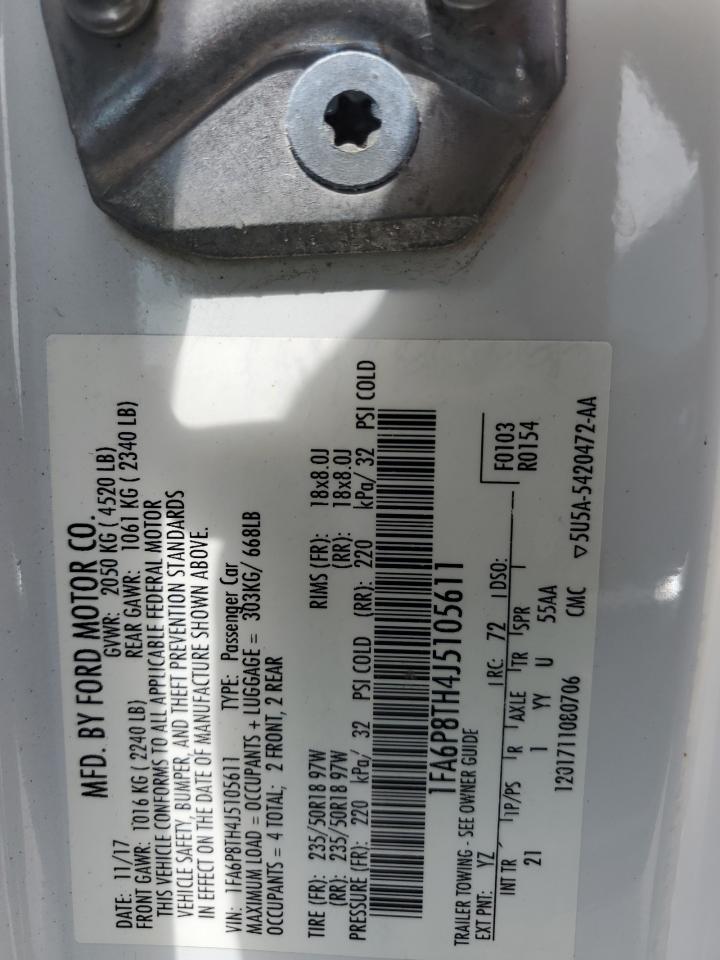 MFD. BY FORD MOTOR CO.
DATE: 11/17 GVWR: 2050 KG ( 4520 LB)
FRONT GAWR: 1016 KG ( 2240 LB) REAR GAWR: 1061 KG ( 2340 LB)
THIS VEHICLE CONFORMS TO ALL APPLICABLE FEDERAL MOTOR
VEHICLE SAFETY, BUMPER, AND THEFT PREVENTION STANDARDS
IN EFFECT ON THE DATE OF MANUFACTURE SHOWN ABOVE.
VIN: 1FA6P8TH4J5105611 TYPE: Passenger Car
MAXIMUM LOAD = OCCUPANTS + LUGGAGE = 303KG/ 668LB
OCCUPANTS = 4 TOTAL; 2 FRONT, 2 REAR
TIRE (FR): 235/50R18 97W RIMS (FR): 18x8.0J
(RR): 235/50R18 97W (RR): 18x8.0J
PRESSURE (FR): 220 kPa/ 32 PSI COLD (RR): 220 kPa/ 32 PSI COLD
1FA6P8TH4J5105611
TRAILER TOWING - SEE OWNER GUIDE
EXT PNT: YZ RC: 72 DSO: F0103
R0154
INT TR TP/PS R AXLE TR SPR
21 1 YY U 55AA
1201711080706 CMC ▽5U5A-5420472-AA